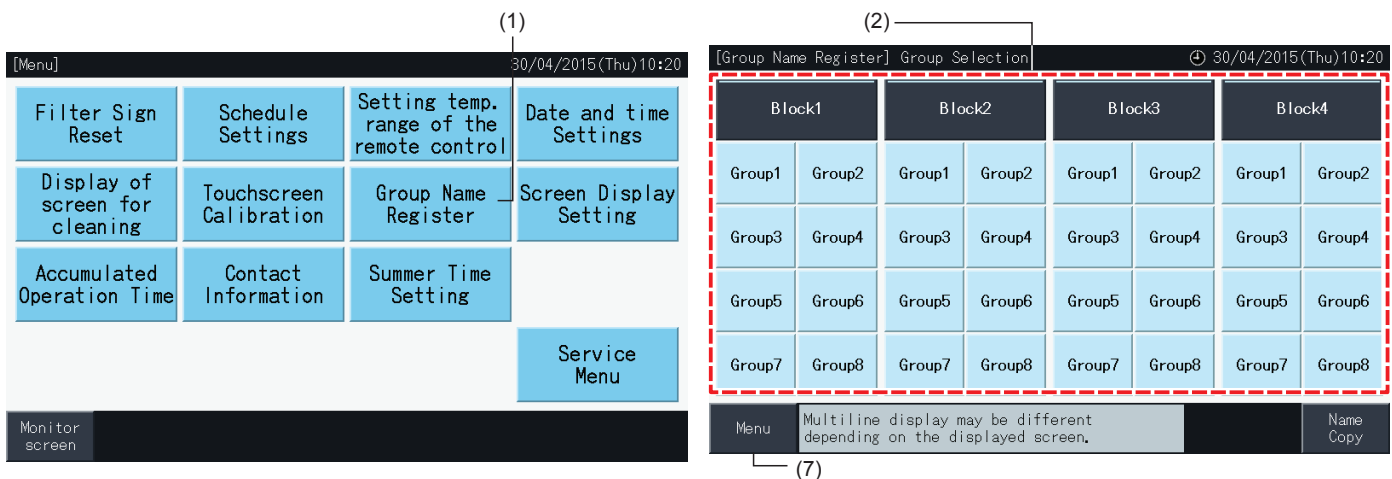 (1)
[Menu]
30/04/2015(Thu)10:20
Filter Sign
Reset
Schedule
Settings
Setting temp.
range of the
remote control
Date and time
Settings
Display of
screen for
cleaning
Touchscreen
Calibration
Group Name
Register
Screen Display
Setting
Accumulated
Operation Time
Contact
Information
Summer Time
Setting
Service
Menu
Monitor
screen
(2)
[Group Name Register] Group Selection
30/04/2015(Thu)10:20
Block1 Block2 Block3 Block4
Group1 Group2 Group1 Group2 Group1 Group2 Group1 Group2
Group3 Group4 Group3 Group4 Group3 Group4 Group3 Group4
Group5 Group6 Group5 Group6 Group5 Group6 Group5 Group6
Group7 Group8 Group7 Group8 Group7 Group8 Group7 Group8
Menu
Multiline display may be different
depending on the displayed screen.
Name
Copy
(7)